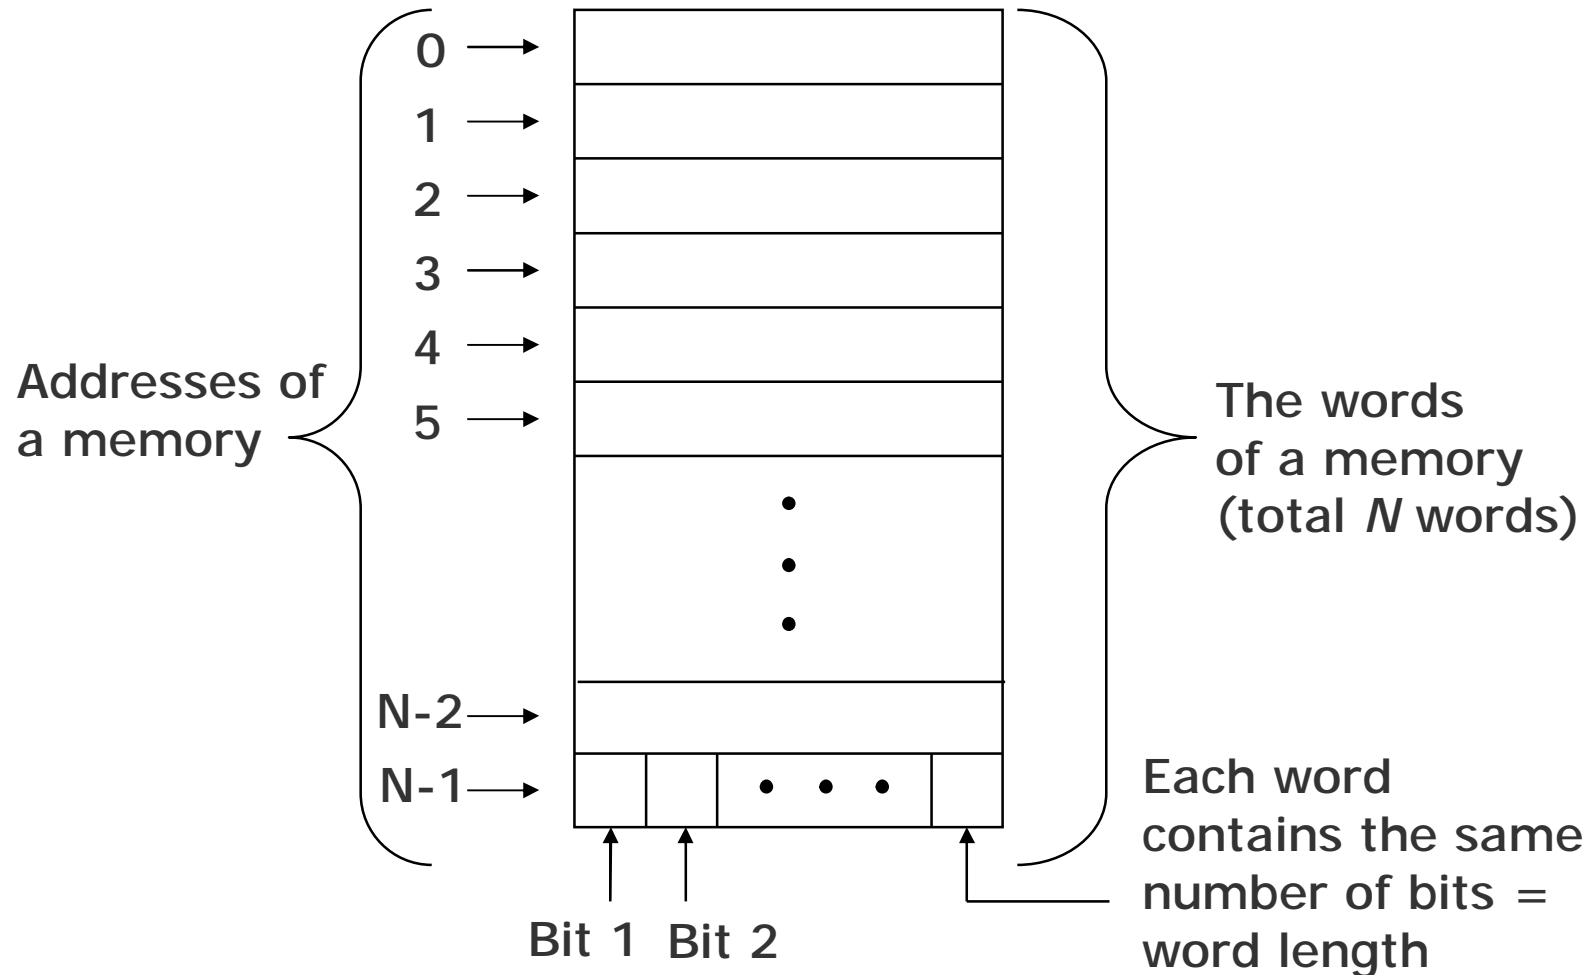 0
1
2
3
4
5
Addresses of
a memory
The words
of a memory
(total N words)
N-2
N-1
Each word
contains the same
number of bits =
word length
Bit 1 Bit 2